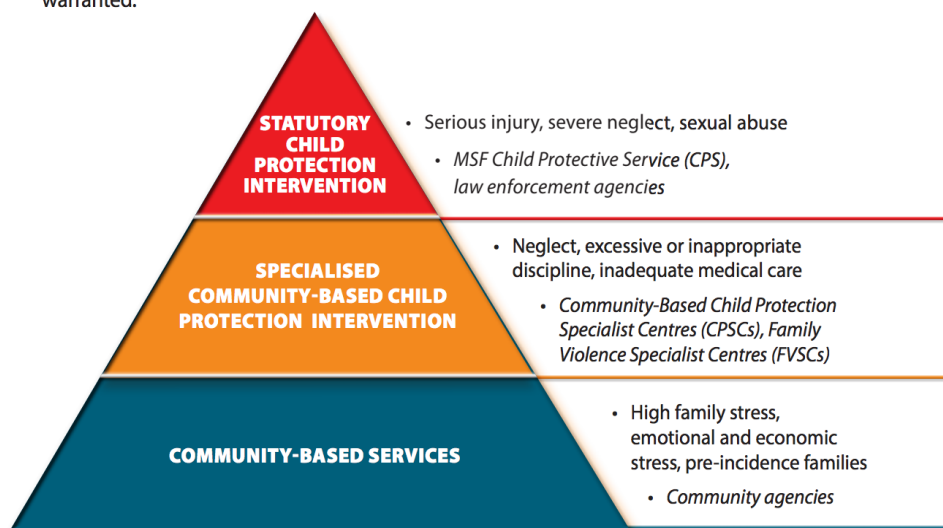 warranted.
STATUTORY
CHILD
PROTECTION
INTERVENTION
• Serious injury, severe neglect, sexual abuse
• MSF Child Protective Service (CPS),
law enforcement agencies
SPECIALISED
COMMUNITY-BASED CHILD
PROTECTION INTERVENTION
• Neglect, excessive or inappropriate
discipline, inadequate medical care
• Community-Based Child Protection
Specialist Centres (CPSCs), Family
Violence Specialist Centres (FVSCs)
COMMUNITY-BASED SERVICES
• High family stress,
emotional and economic
stress, pre-incidence families
• Community agencies